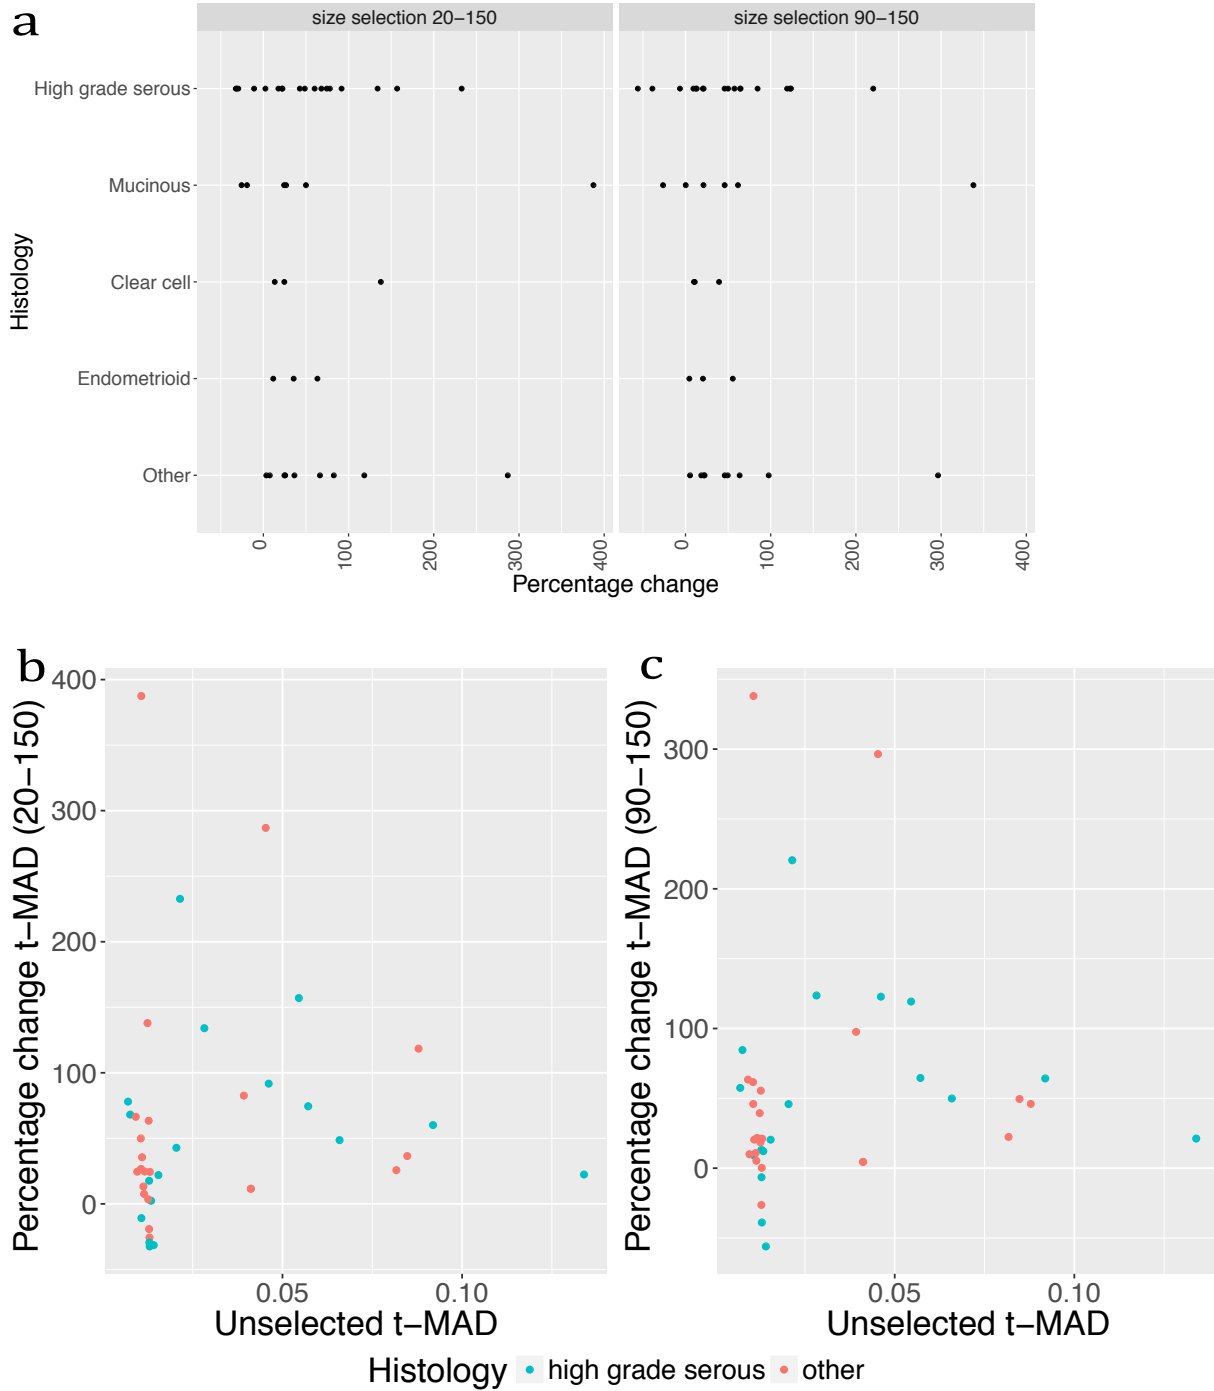 a
size selection 20−150
size selection 90−150
Histology
High grade serous
Mucinous
Clear cell
Endometrioid
Other
0
100
200
300
400
0
100
200
300
400
Percentage change
b
Percentage change t−MAD (20−150)
400
300
200
100
0
0.05
0.10
Unselected t−MAD
c
Percentage change t−MAD (90−150)
300
200
100
0
0.05
0.10
Unselected t−MAD
Histology high grade serous other